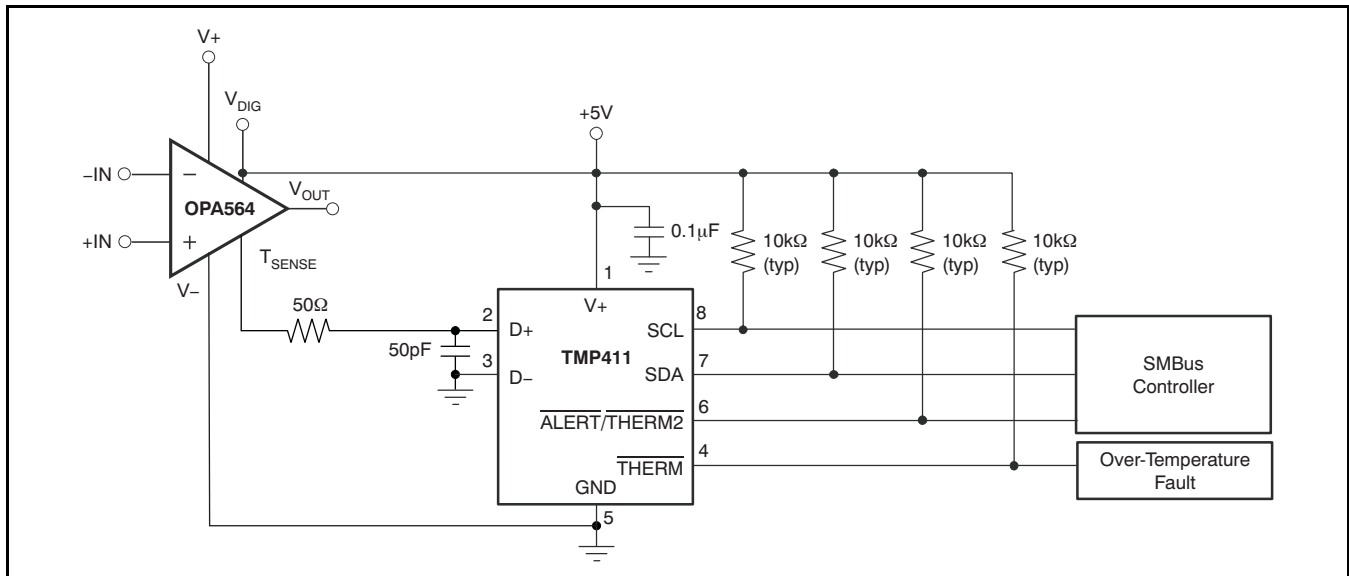 V+
V_DIG
+5V
–IN
−
V_OUT
OPA564
+IN
+
T_SENSE
V–
0.1μF
10kΩ
(typ)
10kΩ
(typ)
10kΩ
(typ)
10kΩ
(typ)
50Ω
50pF
1
V+
2
D+
3
D–
TMP411
8
SCL
7
SDA
6
ALERT/THERM2
4
THERM
GND
5
SMBus
Controller
Over-Temperature
Fault